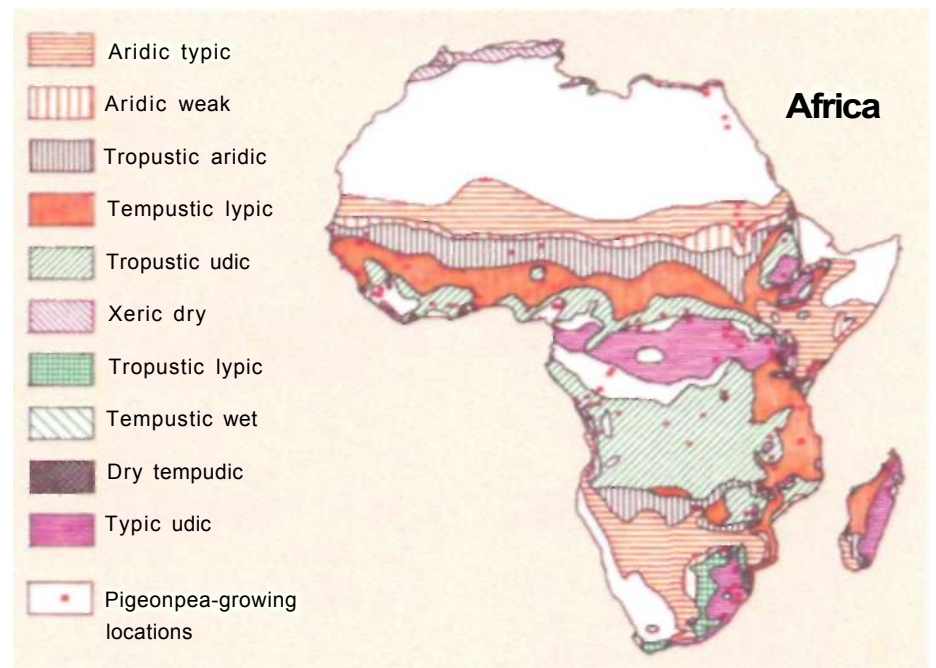 Aridic typic
Aridic weak
Tropustic aridic
Tempustic lypic
Tropustic udic
Xeric dry
Tropustic lypic
Tempustic wet
Dry tempudic
Typic udic
Pigeonpea-growing
locations
Africa